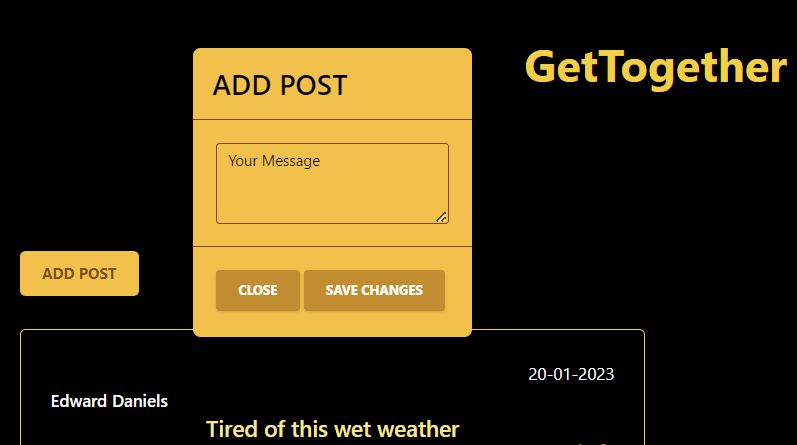 GetTogether
ADD POST
Your Message
CLOSE SAVE CHANGES
ADD POST
20-01-2023
Edward Daniels
Tired of this wet weather